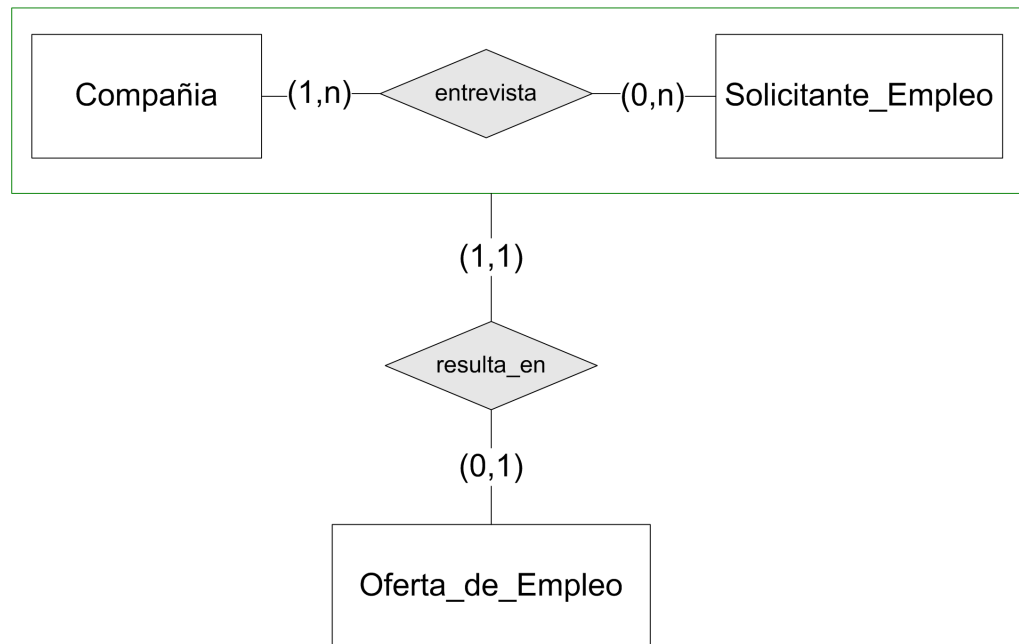 Compañia
(1,n)
entrevista
(0,n)
Solicitante_Empleo
(1,1)
resulta_en
(0,1)
Oferta_de_Empleo